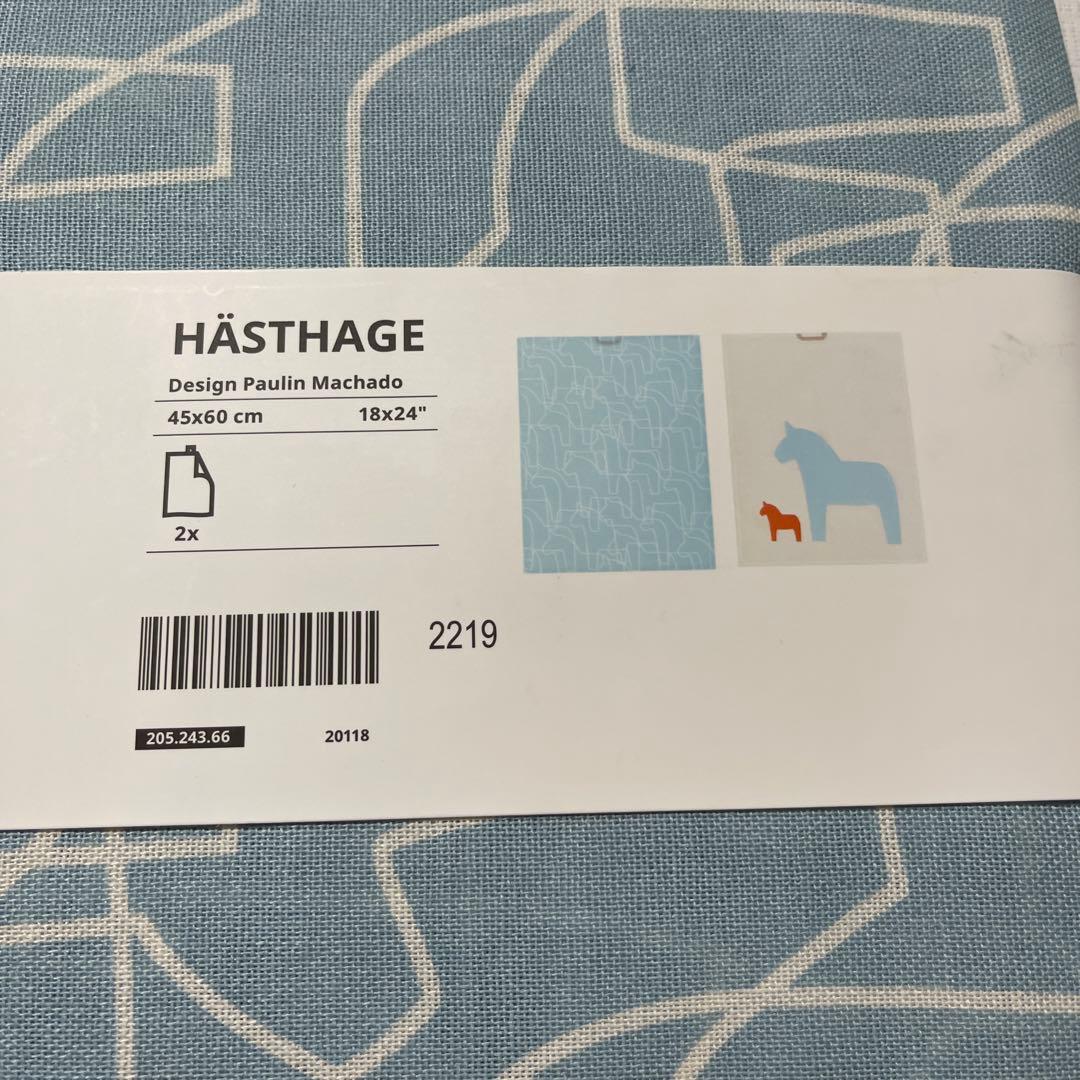 HÄSTHAGE
Design Paulin Machado
45x60 cm 18x24"
2x
2219
205.243.66 20118